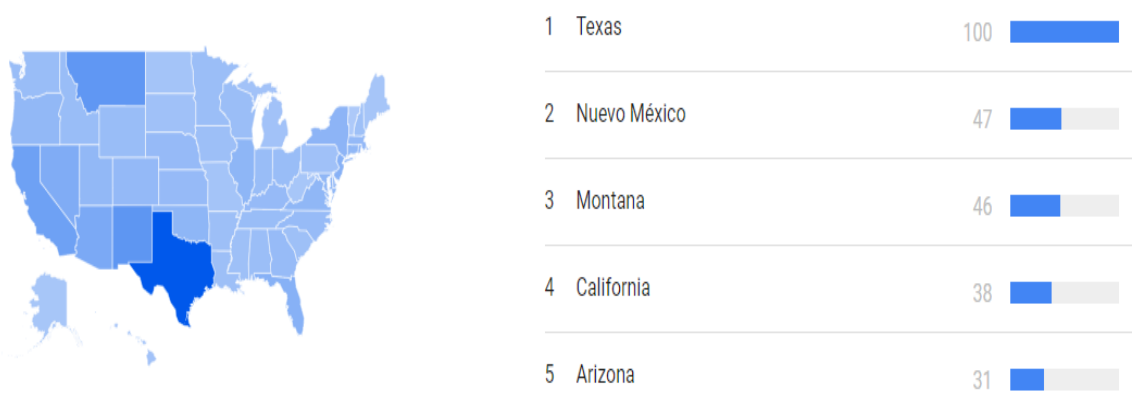 1 Texas 100
2 Nuevo México 47
3 Montana 46
4 California 38
5 Arizona 31